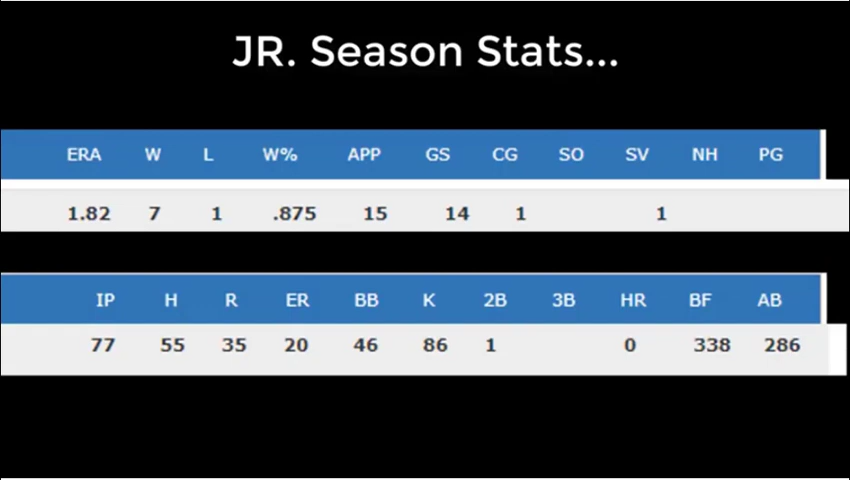 JR. Season Stats...
ERA W L W% APP GS CG SO SV NH PG
1.82 7 1 .875 15 14 1 1
IP H R ER BB K 2B 3B HR BF AB
77 55 35 20 46 86 1 0 338 286